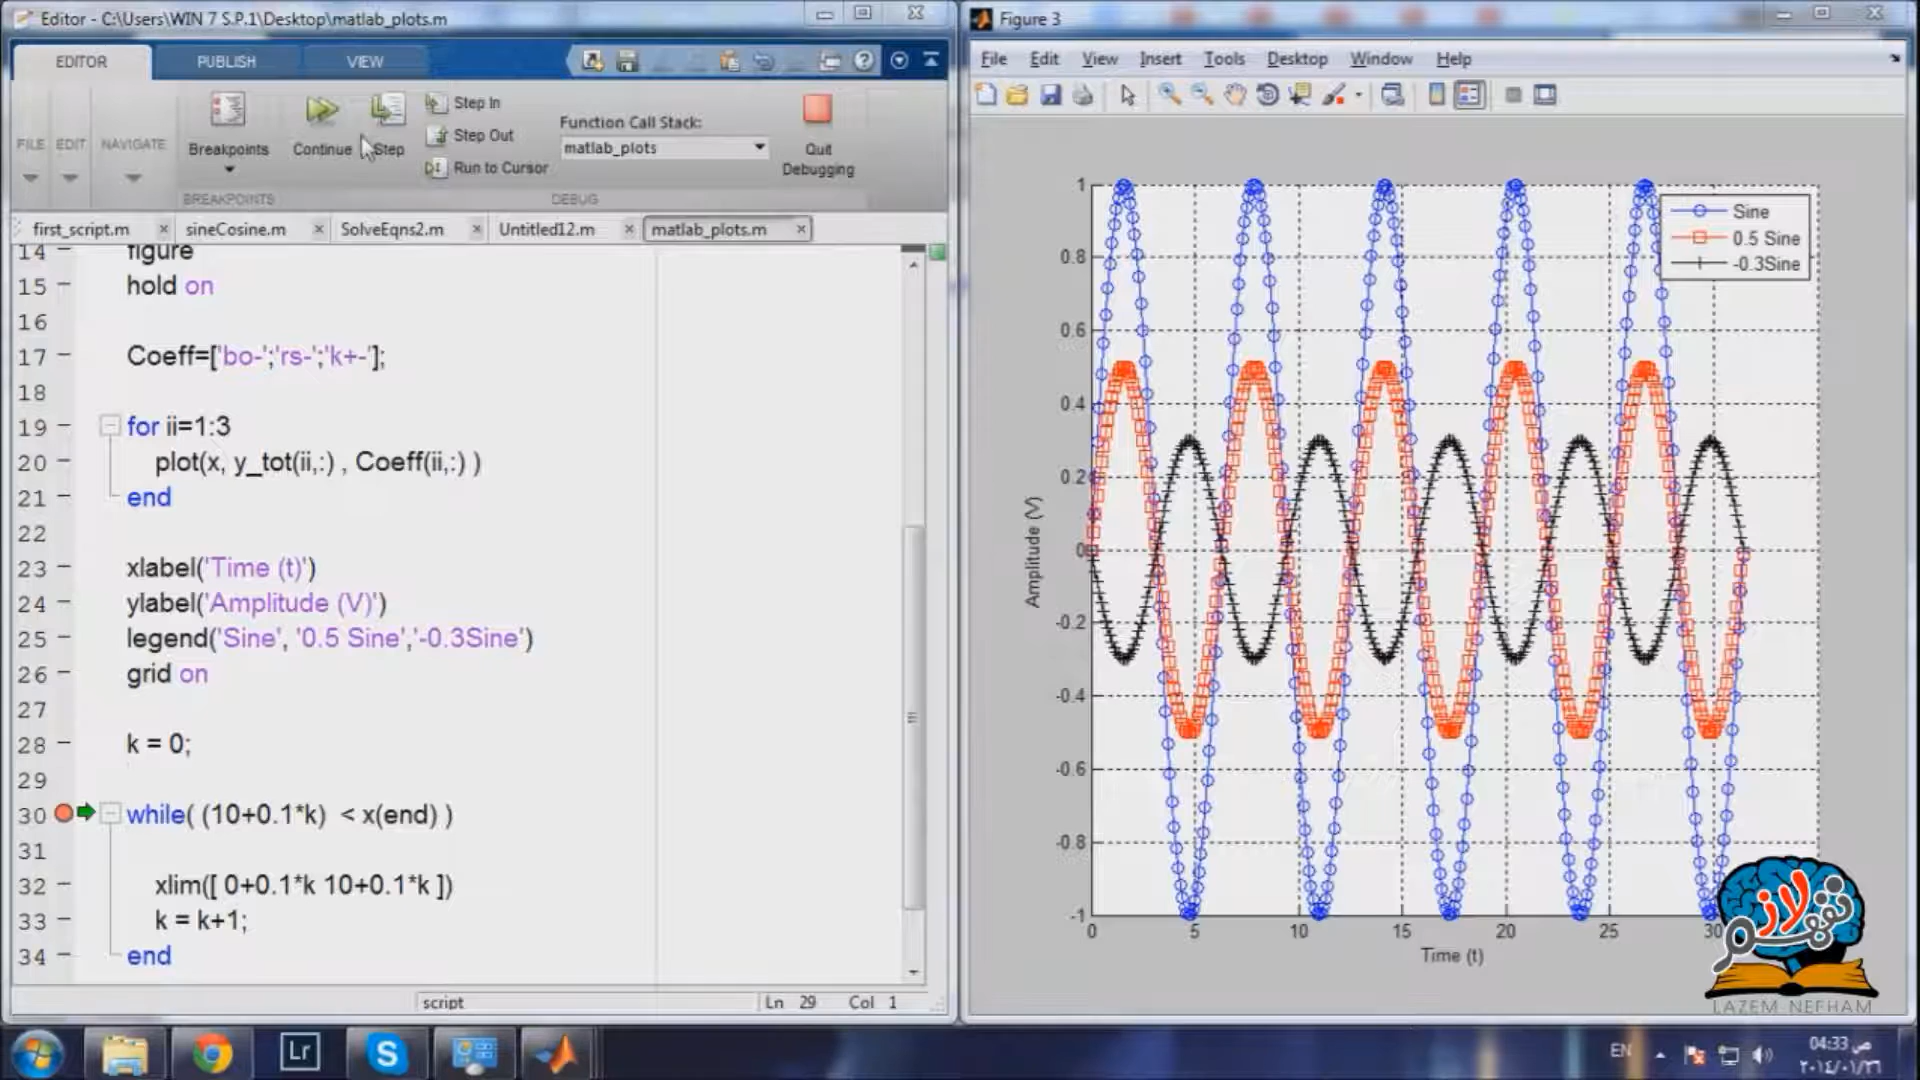 Editor - C:\Users\WIN 7 S.P.1\Desktop\matlab_plots.m
EDITOR PUBLISH VIEW
FILE EDIT NAVIGATE
Breakpoints
Continue
Step
Step In
Step Out
Run to Cursor
Function Call Stack:
matlab_plots
Quit
Debugging
BREAKPOINTS
DEBUG
first_script.m × sineCosine.m × SolveEqns2.m × Untitled12.m × matlab_plots.m ×
14 figure
15 – hold on
16
17 – Coeff=['bo-';'rs-';'k+-'];
18
19 – for ii=1:3
20 – plot(x, y_tot(ii,:) , Coeff(ii,:) )
21 – end
22
23 – xlabel('Time (t)')
24 – ylabel('Amplitude (V)')
25 – legend('Sine', '0.5 Sine','-0.3Sine')
26 – grid on
27
28 – k = 0;
29
30 while( (10+0.1*k) < x(end) )
31
32 – xlim([ 0+0.1*k 10+0.1*k ])
33 – k = k+1;
34 – end
script
Ln 29 Col 1
Figure 3
File Edit View Insert Tools Desktop Window Help
1
0.8
0.6
0.4
0.2
0
-0.2
-0.4
-0.6
-0.8
-1
0 5 10 15 20 25 30
Amplitude (V)
Time (t)
Sine
0.5 Sine
-0.3Sine
لازم نفهم
LAZEM NEFHAM
Lr
S
EN
04:33 ص
٢٠١٤/٠١/٢٦